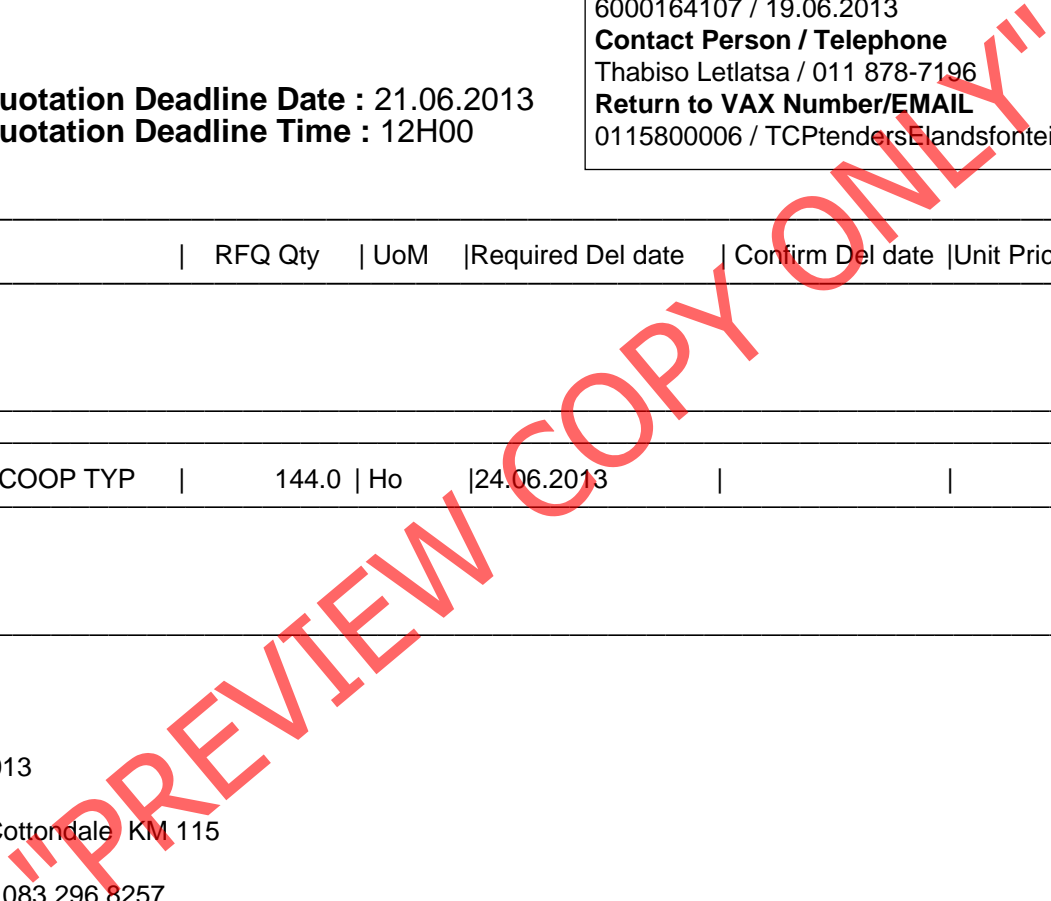 6000164107 / 19.06.2013
Contact Person / Telephone
Thabiso Letlatsa / 011 878-7196
Return to VAX Number/EMAIL
0115800006 / TCPtendersElandsfontei
uotation Deadline Date : 21.06.2013
uotation Deadline Time : 12H00
| RFQ Qty | UoM |Required Del date | Confirm Del date |Unit Pric
COOP TYP | 144.0 | Ho |24.06.2013 | |
013
Cottondale KM 115
083 296 8257
"PREVIEW COPY ONLY"